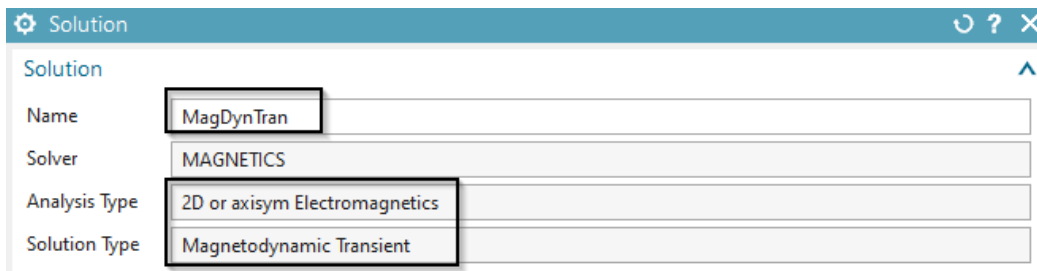 Solution ?
Solution
Name MagDynTran
Solver MAGNETICS
Analysis Type 2D or axisym Electromagnetics
Solution Type Magnetodynamic Transient